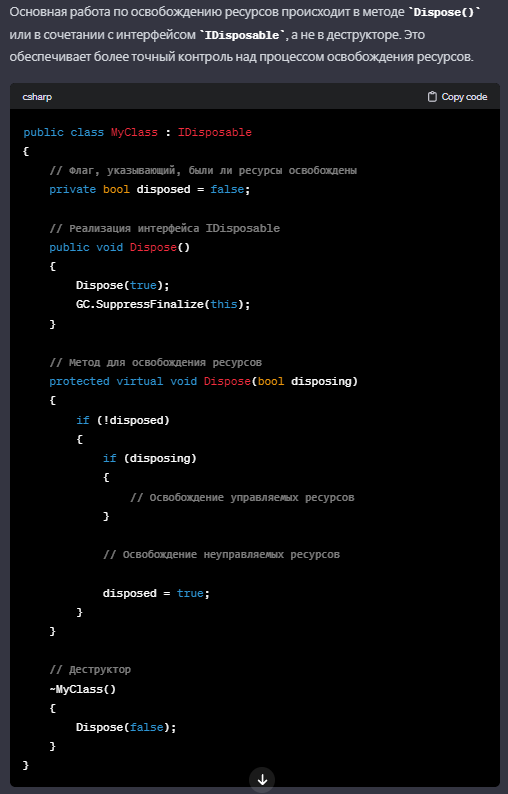 Основная работа по освобождению ресурсов происходит в методе `Dispose()`
или в сочетании с интерфейсом `IDisposable`, а не в деструкторе. Это
обеспечивает более точный контроль над процессом освобождения ресурсов.
csharp Copy code
public class MyClass : IDisposable
{
    // Флаг, указывающий, были ли ресурсы освобождены
    private bool disposed = false;

    // Реализация интерфейса IDisposable
    public void Dispose()
    {
        Dispose(true);
        GC.SuppressFinalize(this);
    }

    // Метод для освобождения ресурсов
    protected virtual void Dispose(bool disposing)
    {
        if (!disposed)
        {
            if (disposing)
            {
                // Освобождение управляемых ресурсов
            }

            // Освобождение неуправляемых ресурсов

            disposed = true;
        }
    }

    // Деструктор
    ~MyClass()
    {
        Dispose(false);
    }
}